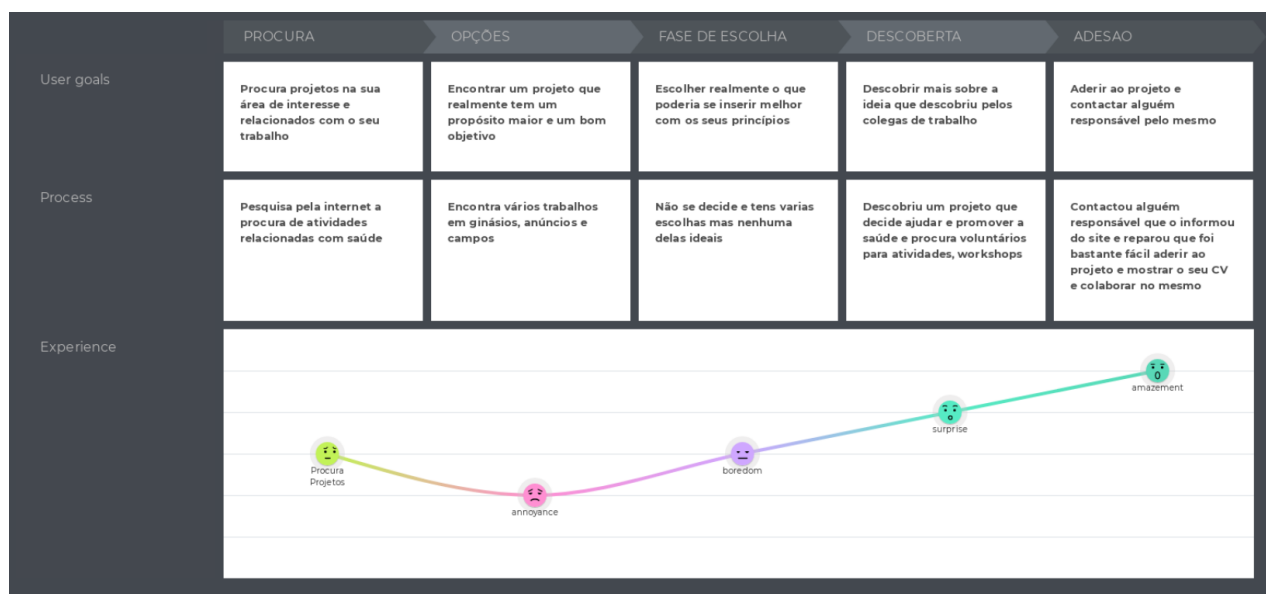 PROCURA
OPÇÕES
FASE DE ESCOLHA
DESCOBERTA
ADESAO
User goals
Procura projetos na sua
área de interesse e
relacionados com o seu
trabalho
Encontrar um projeto que
realmente tem um
propósito maior e um bom
objetivo
Escolher realmente o que
poderia se inserir melhor
com os seus princípios
Descobrir mais sobre a
ideia que descobriu pelos
colegas de trabalho
Aderir ao projeto e
contactar alguém
responsável pelo mesmo
Process
Pesquisa pela internet a
procura de atividades
relacionadas com saúde
Encontra vários trabalhos
em ginásios, anúncios e
campos
Não se decide e tens varias
escolhas mas nenhuma
delas ideais
Descobriu um projeto que
decide ajudar e promover a
saúde e procura voluntários
para atividades, workshops
Contactou alguém
responsável que o informou
do site e reparou que foi
bastante fácil aderir ao
projeto e mostrar o seu CV
e colaborar no mesmo
Experience
Procura
Projetos
annoyance
boredom
surprise
amazement